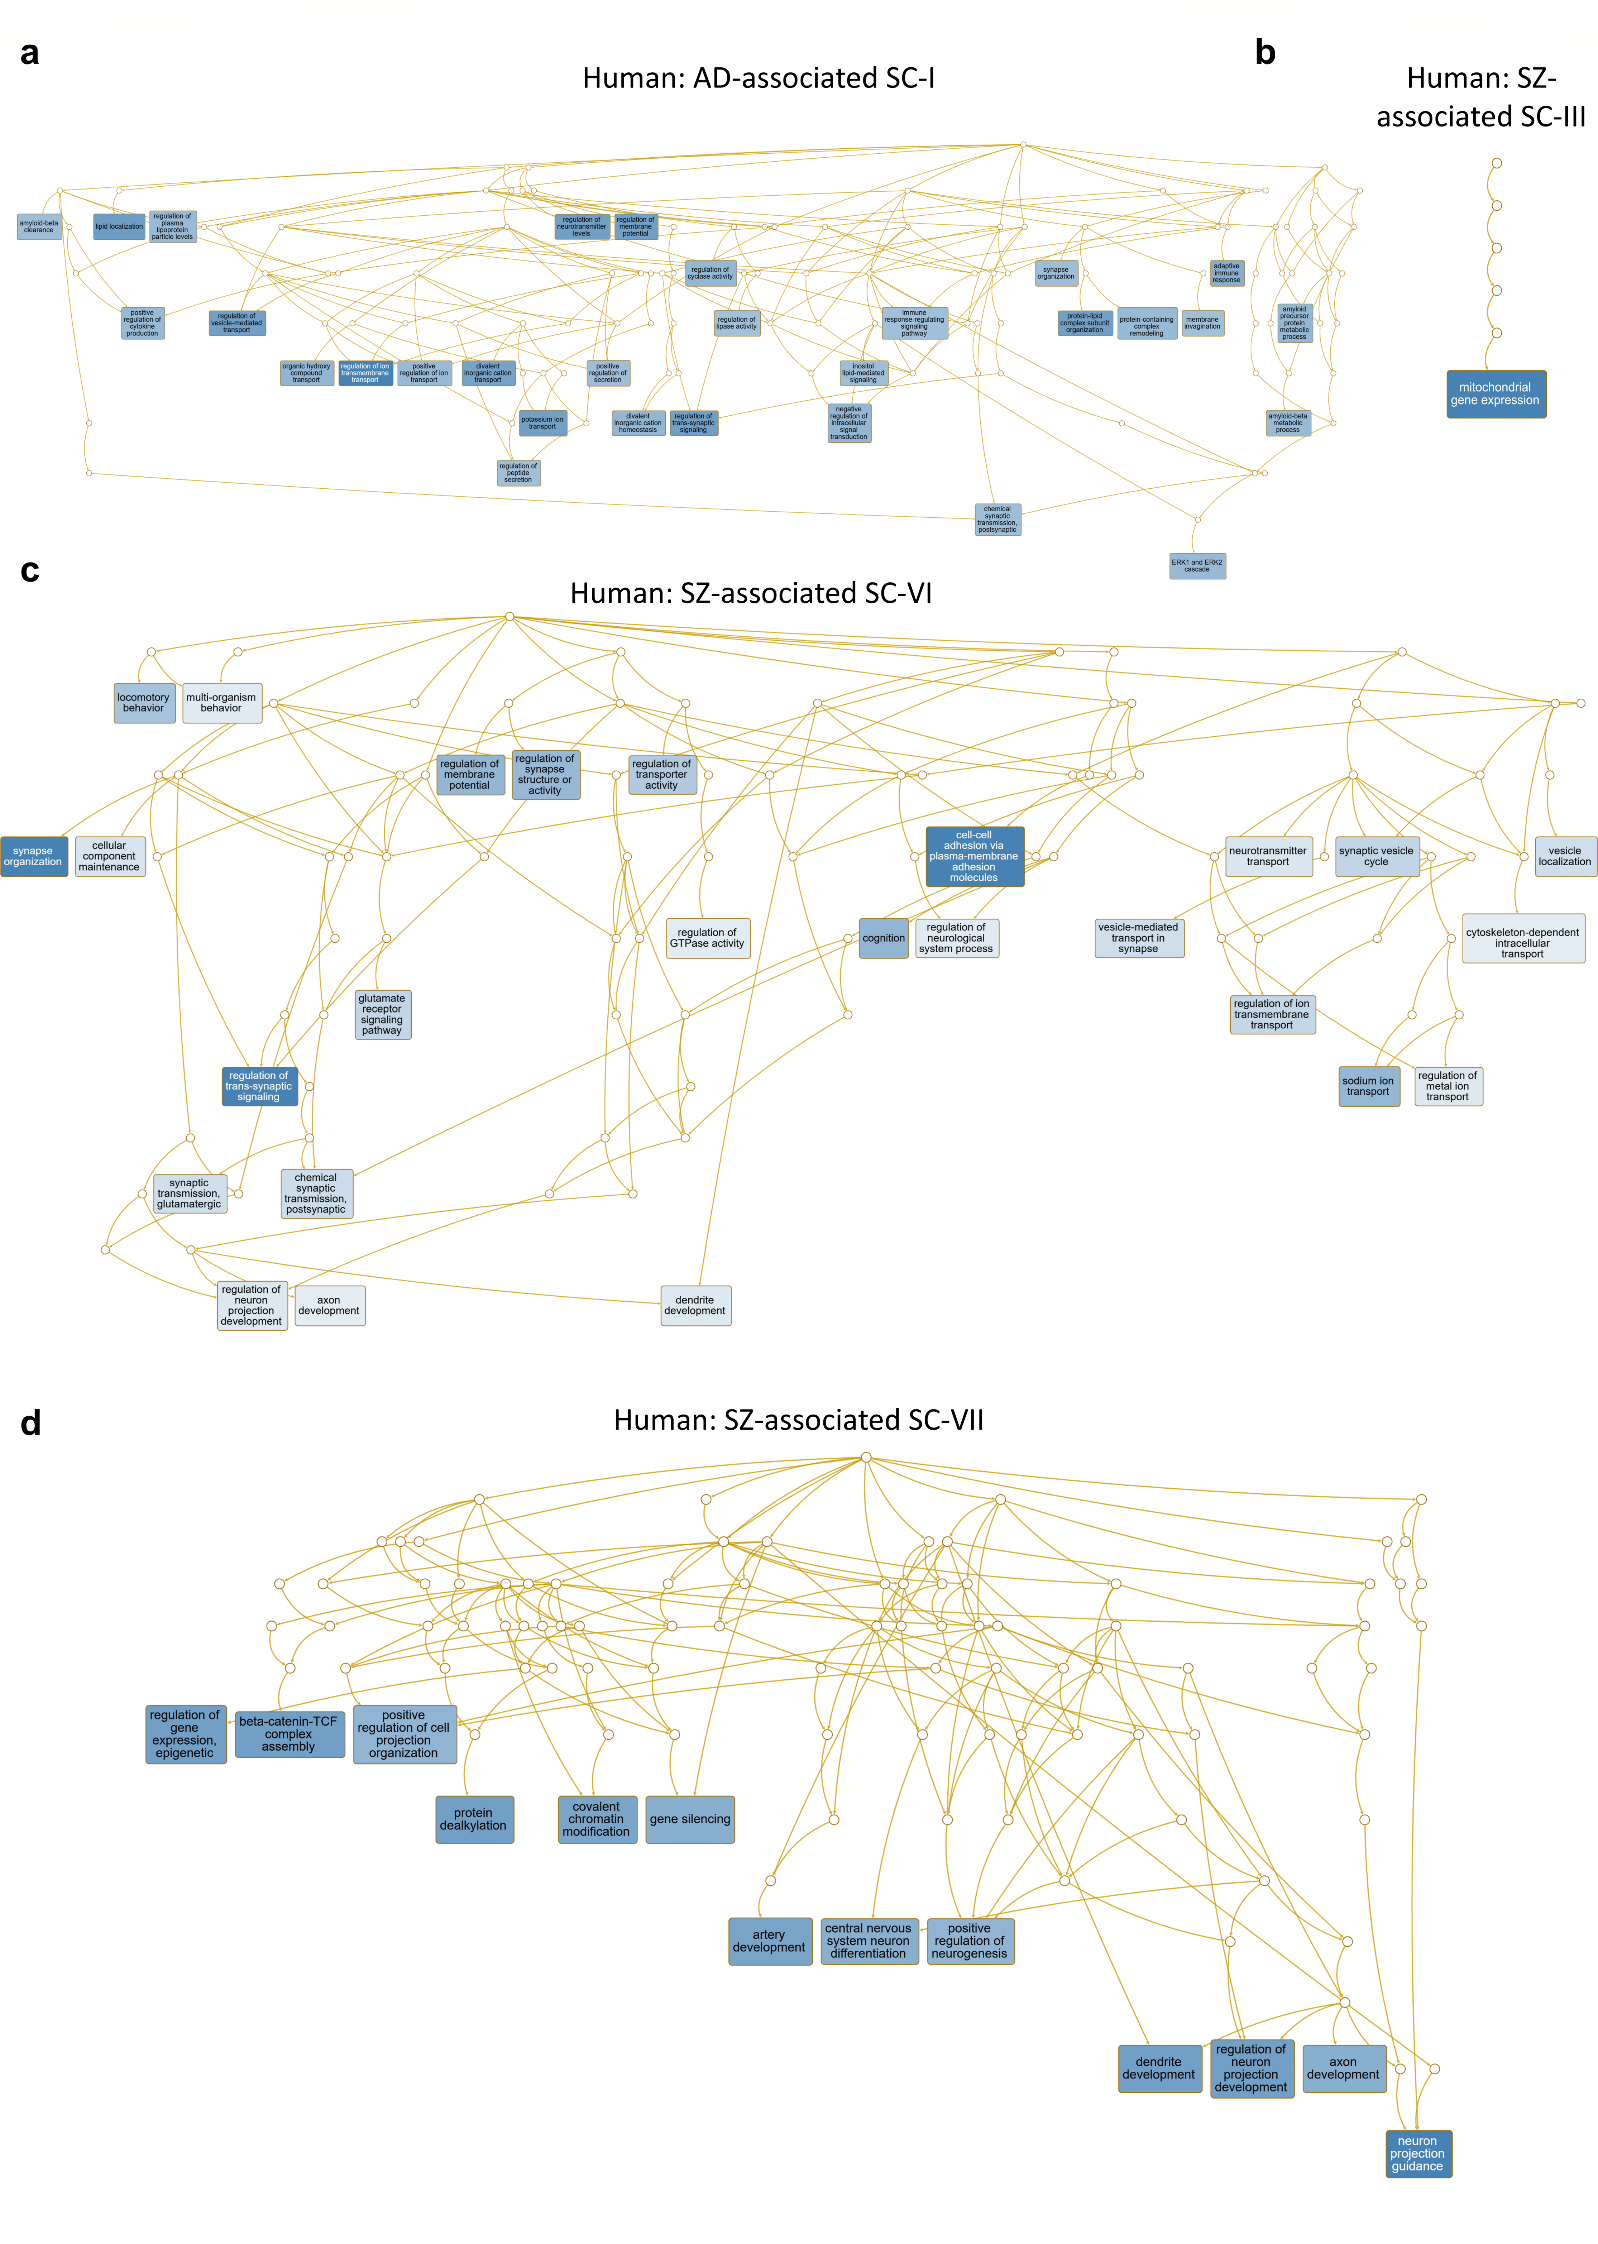 a
Human: AD-associated SC-I
b
Human: SZ-
associated SC-III
amyloid-beta
clearance
lipid localization
regulation of
plasma
lipoprotein
particle levels
regulation of
neurotransmitter
levels
regulation of
membrane
potential
regulation of
cyclase activity
synapse
organization
adaptive
immune
response
positive
regulation of
cytokine
production
regulation of
vesicle-mediated
transport
regulation of
lipase activity
immune
response-regulating
signaling
pathway
protein-lipid
complex subunit
organization
protein-containing
complex
remodeling
membrane
invagination
amyloid
precursor
protein
metabolic
process
organic hydroxy
compound
transport
regulation of ion
transmembrane
transport
positive
regulation of ion
transport
divalent
inorganic cation
transport
positive
regulation of
secretion
inositol
lipid-mediated
signaling
mitochondrial
gene expression
potassium ion
transport
divalent
inorganic cation
homeostasis
regulation of
trans-synaptic
signaling
negative
regulation of
intracellular
signal
transduction
amyloid-beta
metabolic
process
regulation of
peptide
secretion
chemical
synaptic
transmission,
postsynaptic
ERK1 and ERK2
cascade
c
Human: SZ-associated SC-VI
locomotory
behavior
multi-organism
behavior
regulation of
membrane
potential
regulation of
synapse
structure or
activity
regulation of
transporter
activity
synapse
organization
cellular
component
maintenance
cell-cell
adhesion via
plasma-membrane
adhesion
molecules
neurotransmitter
transport
synaptic vesicle
cycle
vesicle
localization
regulation of
GTPase activity
cognition
regulation of
neurological
system process
vesicle-mediated
transport in
synapse
cytoskeleton-dependent
intracellular
transport
glutamate
receptor
signaling
pathway
regulation of ion
transmembrane
transport
regulation of
trans-synaptic
signaling
sodium ion
transport
regulation of
metal ion
transport
synaptic
transmission,
glutamatergic
chemical
synaptic
transmission,
postsynaptic
regulation of
neuron
projection
development
axon
development
dendrite
development
d
Human: SZ-associated SC-VII
regulation of
gene
expression,
epigenetic
beta-catenin-TCF
complex
assembly
positive
regulation of cell
projection
organization
protein
dealkylation
covalent
chromatin
modification
gene silencing
artery
development
central nervous
system neuron
differentiation
positive
regulation of
neurogenesis
dendrite
development
regulation of
neuron
projection
development
axon
development
neuron
projection
guidance